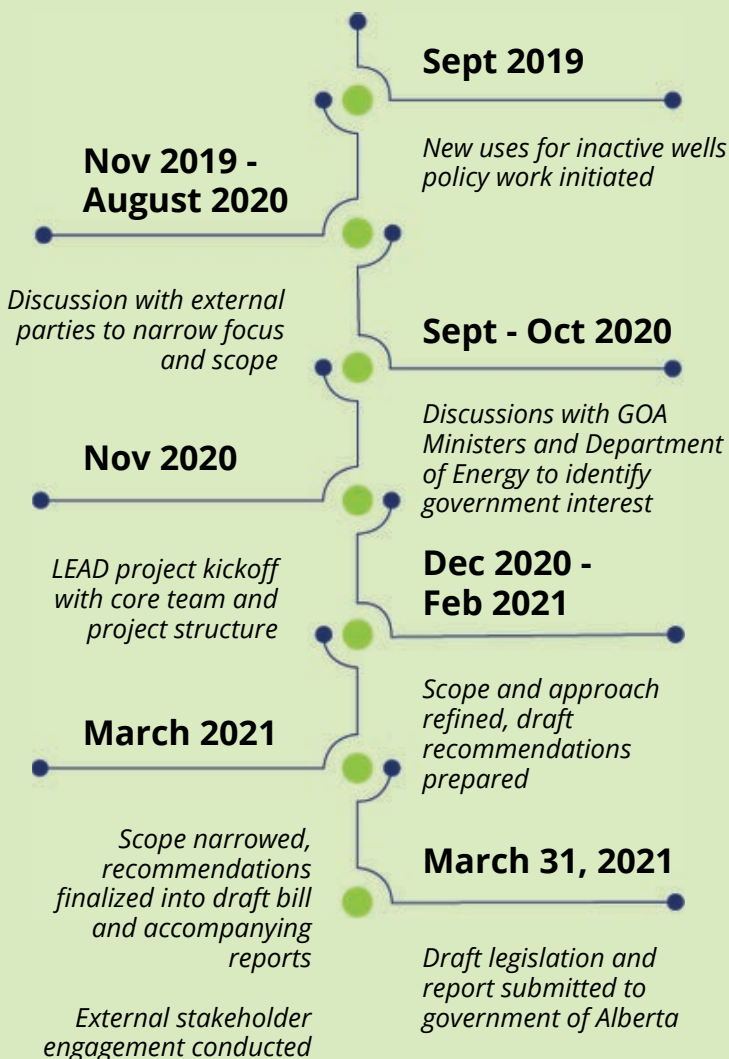 Sept 2019
New uses for inactive wells
policy work initiated
Nov 2019 -
August 2020
Discussion with external
parties to narrow focus
and scope
Sept - Oct 2020
Discussions with GOA
Ministers and Department
of Energy to identify
government interest
Nov 2020
LEAD project kickoff
with core team and
project structure
Dec 2020 -
Feb 2021
Scope and approach
refined, draft
recommendations
prepared
March 2021
Scope narrowed,
recommendations
finalized into draft bill
and accompanying
reports
External stakeholder
engagement conducted
March 31, 2021
Draft legislation and
report submitted to
government of Alberta